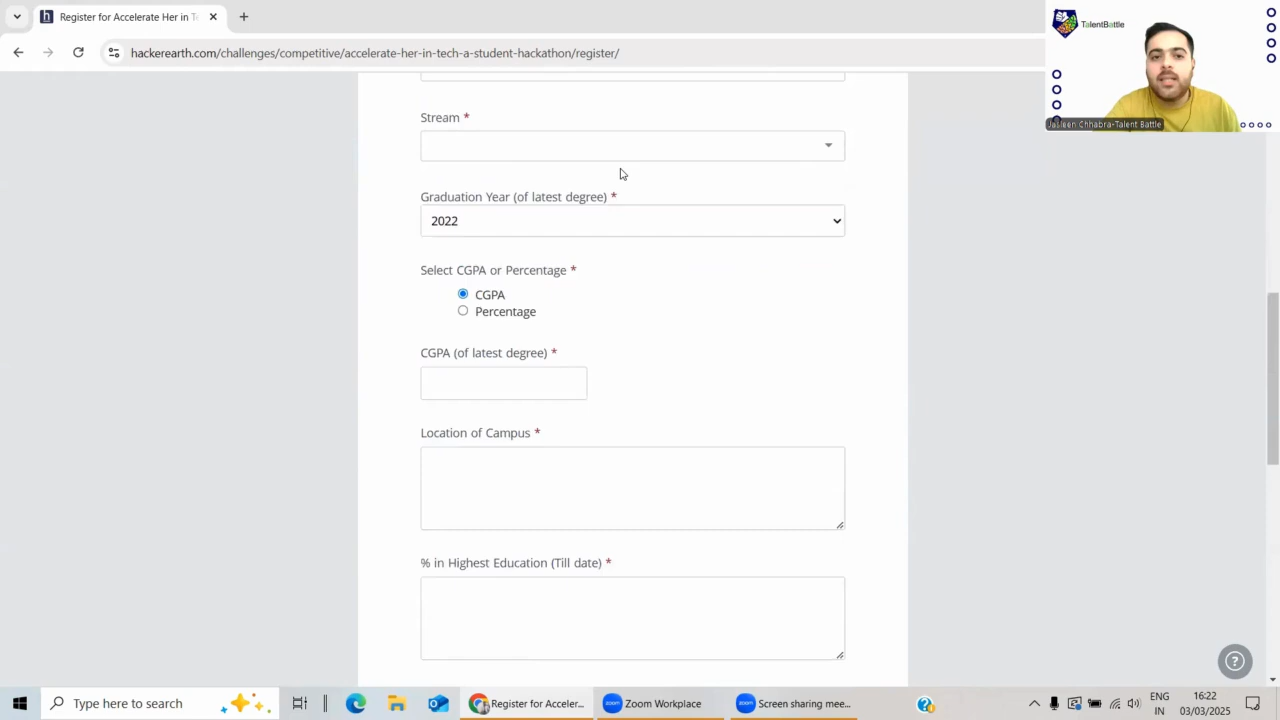 Register for Accelerate Her in Te
hackerearth.com/challenges/competitive/accelerate-her-in-tech-a-student-hackathon/register/
TalentBattle
Jasleen Chhabra-Talent Battle
Stream *
Graduation Year (of latest degree) *
2022
Select CGPA or Percentage *
CGPA
Percentage
CGPA (of latest degree) *
Location of Campus *
% in Highest Education (Till date) *
Type here to search
Register for Acceler...
zoom
Zoom Workplace
zoom
Screen sharing mee...
ENG
IN
16:22
03/03/2025